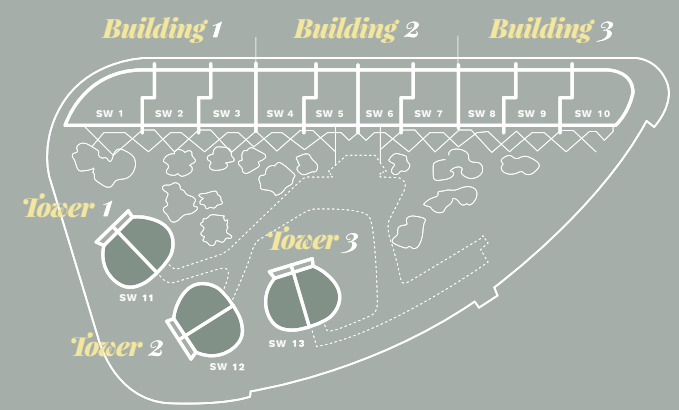 Building 1 Building 2 Building 3
SW 1 SW 2 SW 3 SW 4 SW 5 SW 6 SW 7 SW 8 SW 9 SW 10
Tower 1
Tower 3
SW 11
SW 13
Tower 2
SW 12